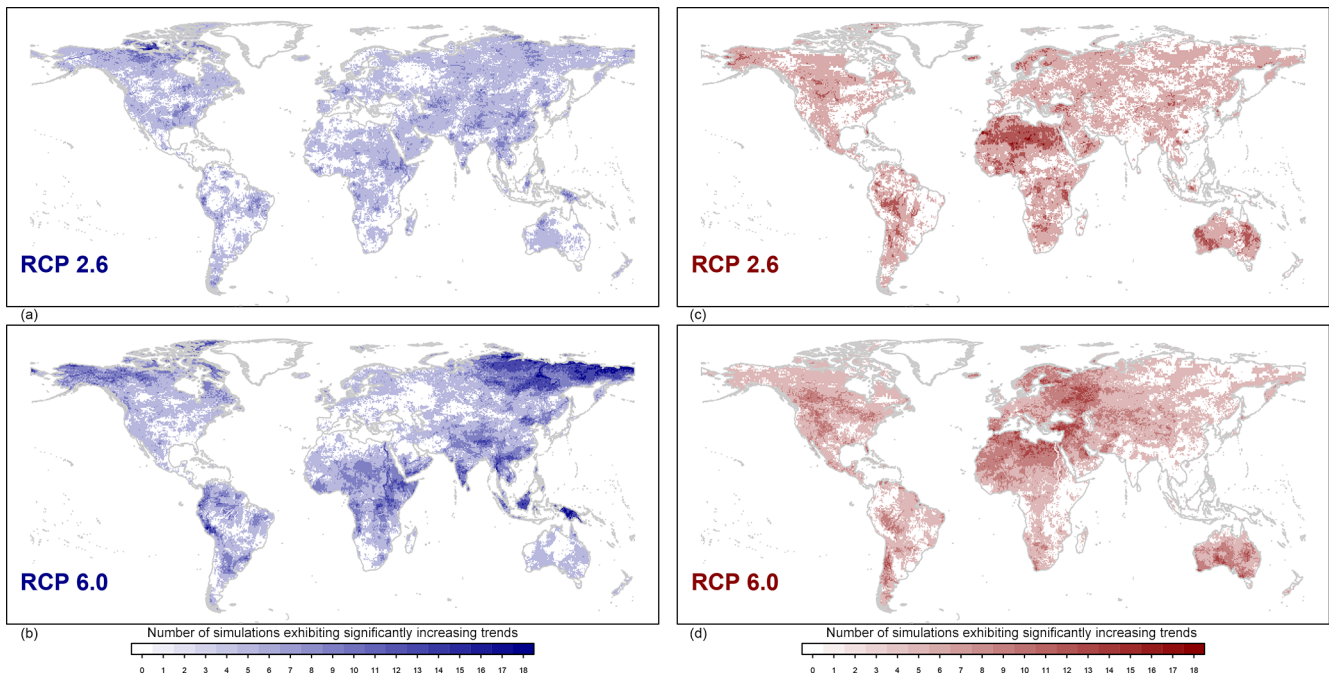 RCP 2.6
(a)
RCP 2.6
(c)
RCP 6.0
(b)
Number of simulations exhibiting significantly increasing trends
0 1 2 3 4 5 6 7 8 9 10 11 12 13 14 15 16 17 18
RCP 6.0
(d)
Number of simulations exhibiting significantly increasing trends
0 1 2 3 4 5 6 7 8 9 10 11 12 13 14 15 16 17 18